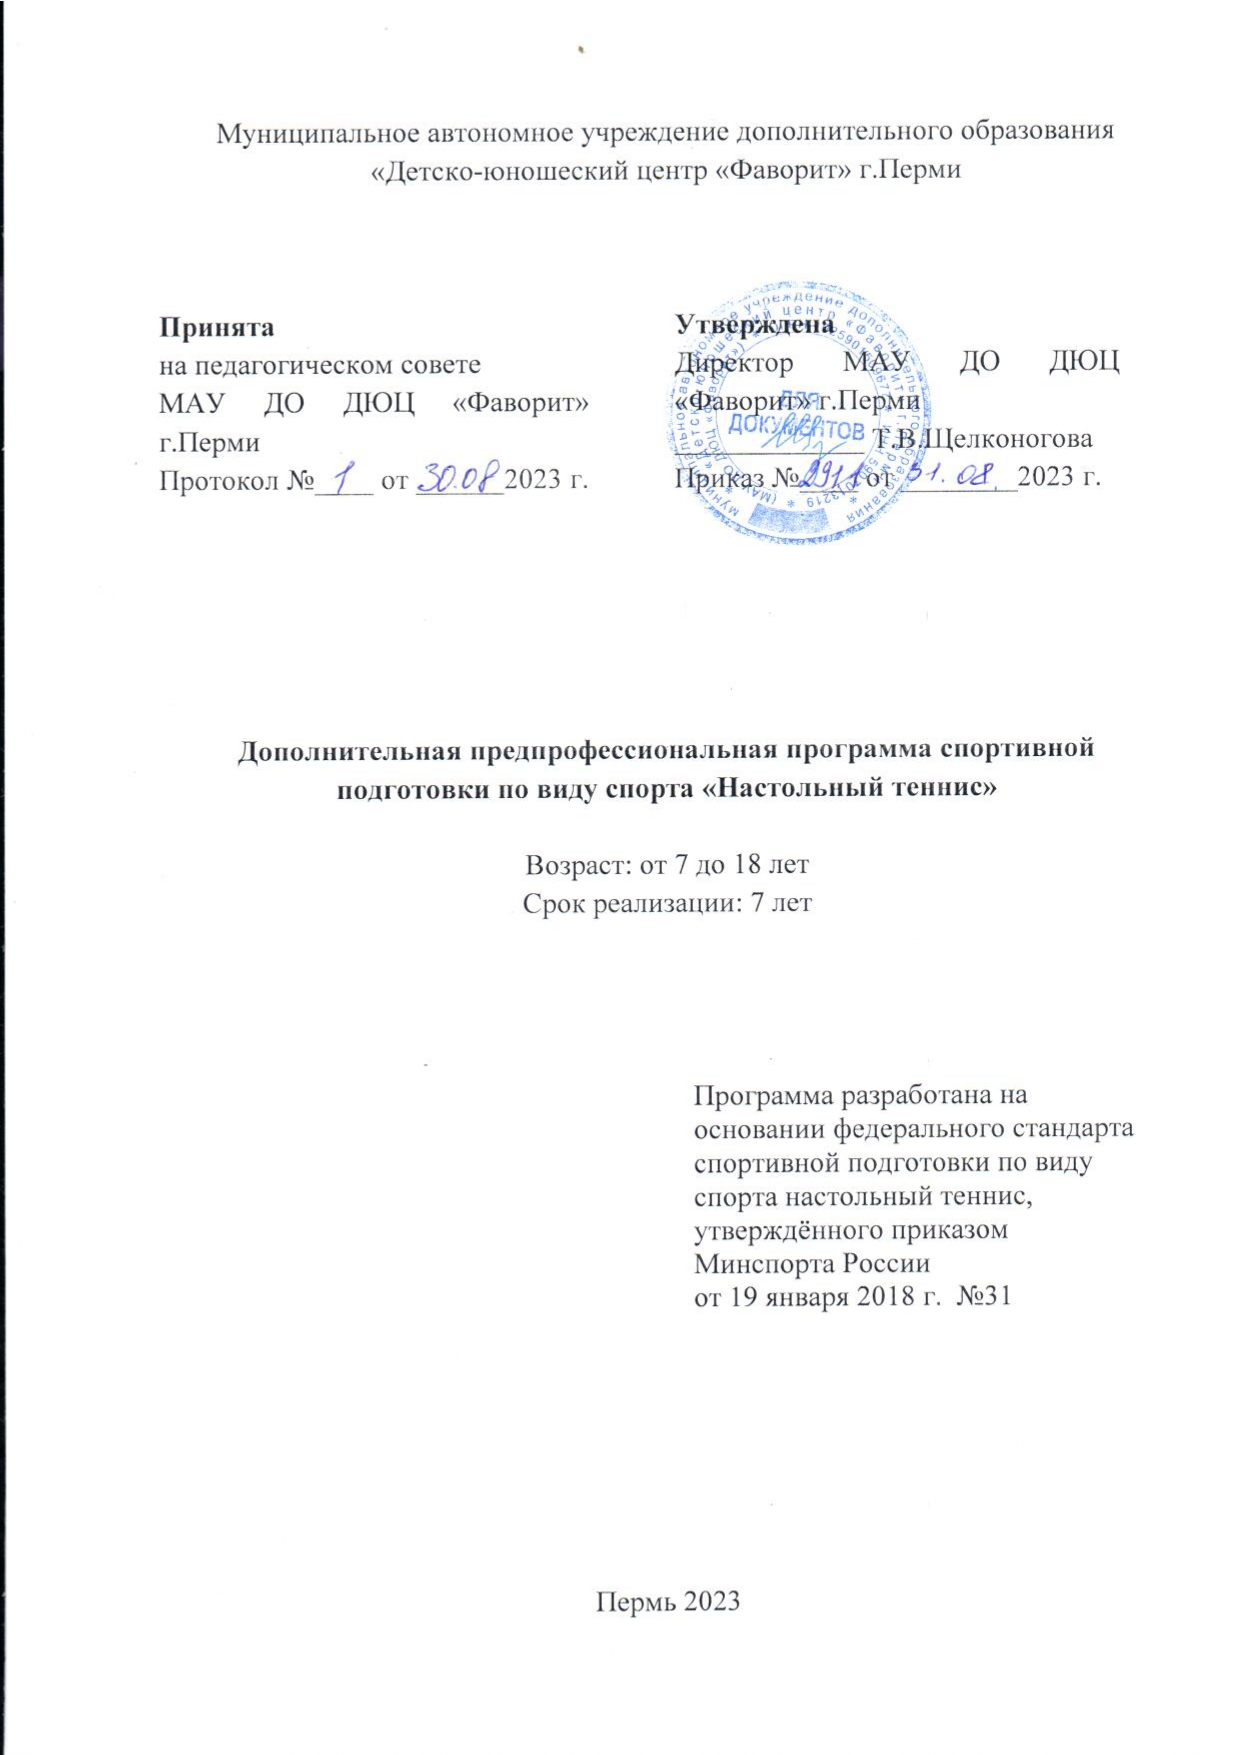 Муниципальное автономное учреждение дополнительного образования
«Детско-юношеский центр «Фаворит» г.Перми
Принята
на педагогическом совете
МАУ ДО ДЮЦ «Фаворит»
г.Перми
Протокол № 1 от 30.08 2023 г.
Утверждена
Директор МАУ ДО ДЮЦ
«Фаворит» г.Перми
Т.В.Щелконогова
Приказ № от 31.08. 2023 г.
ДЛЯ
ДОКУМЕНТОВ
Дополнительная предпрофессиональная программа спортивной
подготовки по виду спорта «Настольный теннис»
Возраст: от 7 до 18 лет
Срок реализации: 7 лет
Программа разработана на
основании федерального стандарта
спортивной подготовки по виду
спорта настольный теннис,
утверждённого приказом
Минспорта России
от 19 января 2018 г. №31
Пермь 2023